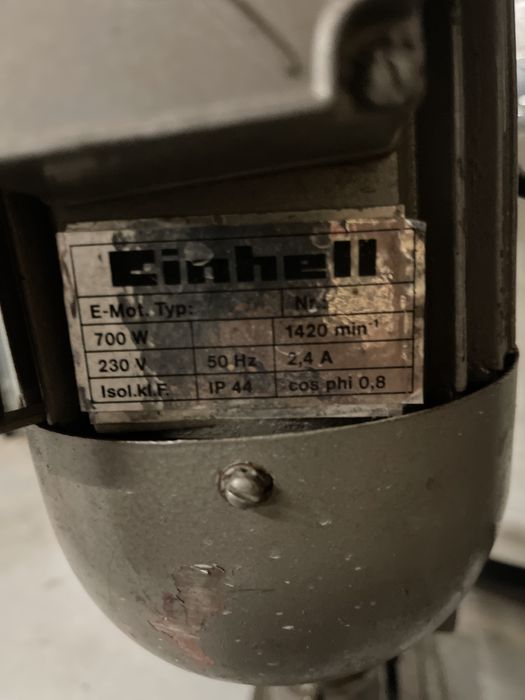 Einhell
E-Mot. Typ: Nr.:
700 W 1420 min⁻¹
230 V 50 Hz 2,4 A
Isol.kl.F. IP 44 cos phi 0,8